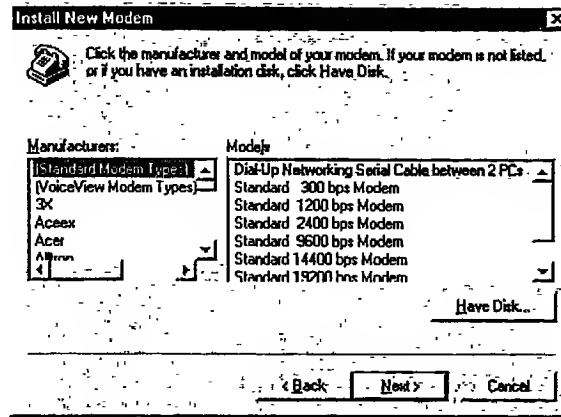 Install New Modem
Click the manufacturer and model of your modem. If your modem is not listed,
or if you have an installation disk, click Have Disk.
Manufacturers:
(Standard Modem Types)
(VoiceView Modem Types)
3X
Aceex
Acer
Models
Dial-Up Networking Serial Cable between 2 PCs
Standard 300 bps Modem
Standard 1200 bps Modem
Standard 2400 bps Modem
Standard 9600 bps Modem
Standard 14400 bps Modem
Standard 19200 bps Modem
Have Disk...
< Back
Next >
Cancel